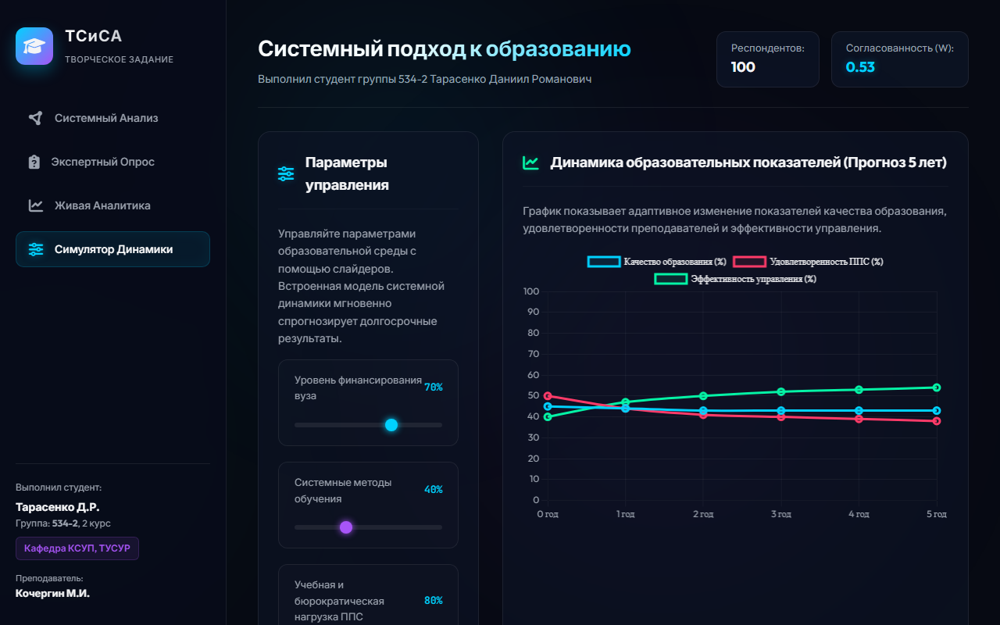 ТСиСА
ТВОРЧЕСКОЕ ЗАДАНИЕ
Системный Анализ
Экспертный Опрос
Живая Аналитика
Симулятор Динамики
Выполнил студент:
Тарасенко Д.Р.
Группа: 534-2, 2 курс
Кафедра КСУП, ТУСУР
Преподаватель:
Кочергин М.И.
Системный подход к образованию
Выполнил студент группы 534-2 Тарасенко Даниил Романович
Респондентов:
100
Согласованность (W):
0.53
Параметры
управления
Управляйте параметрами
образовательной среды с
помощью слайдеров.
Встроенная модель системной
динамики мгновенно
спрогнозирует долгосрочные
результаты.
Уровень финансирования
вуза
70%
Системные методы
обучения
40%
Учебная и
бюрократическая
нагрузка ППС
80%
Динамика образовательных показателей (Прогноз 5 лет)
График показывает адаптивное изменение показателей качества образования,
удовлетворенности преподавателей и эффективности управления.
Качество образования (%) Удовлетворенность ППС (%)
Эффективность управления (%)
100
90
80
70
60
50
40
30
20
10
0
0 год 1 год 2 год 3 год 4 год 5 год